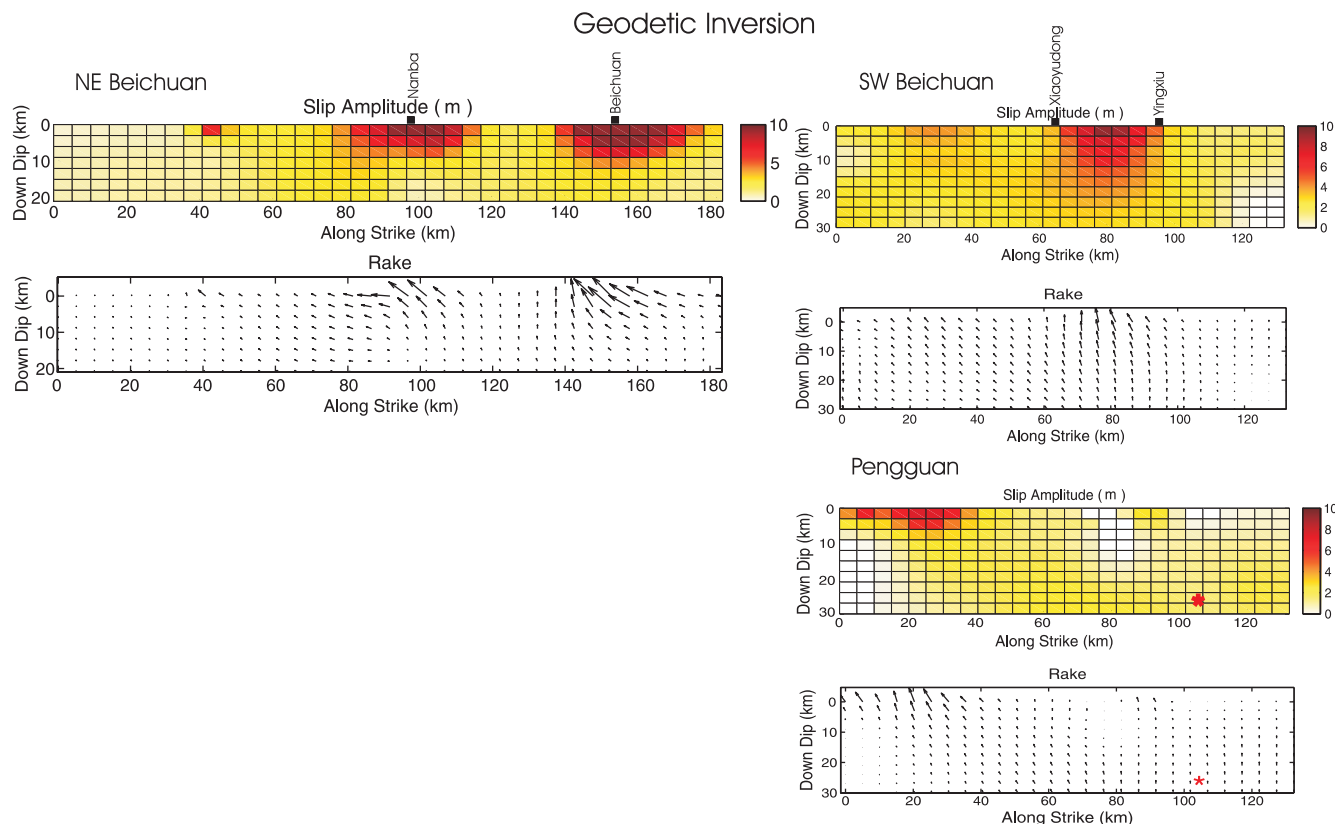 Geodetic Inversion
NE Beichuan
Nanba
Beichuan
Slip Amplitude ( m )
Down Dip (km)
0
10
20
0 20 40 60 80 100 120 140 160 180
Along Strike (km)
10
5
0
Rake
Down Dip (km)
0
10
20
0 20 40 60 80 100 120 140 160 180
Along Strike (km)
SW Beichuan
Xiaoyudong
Yingxiu
Slip Amplitude ( m )
Down Dip (km)
0
10
20
30
0 20 40 60 80 100 120
Along Strike (km)
10
8
6
4
2
0
Rake
Down Dip (km)
0
10
20
30
0 20 40 60 80 100 120
Along Strike (km)
Pengguan
Slip Amplitude ( m )
Down Dip (km)
0
10
20
30
0 20 40 60 80 100 120
Along Strike (km)
10
8
6
4
2
0
Rake
Down Dip (km)
0
10
20
30
0 20 40 60 80 100 120
Along Strike (km)